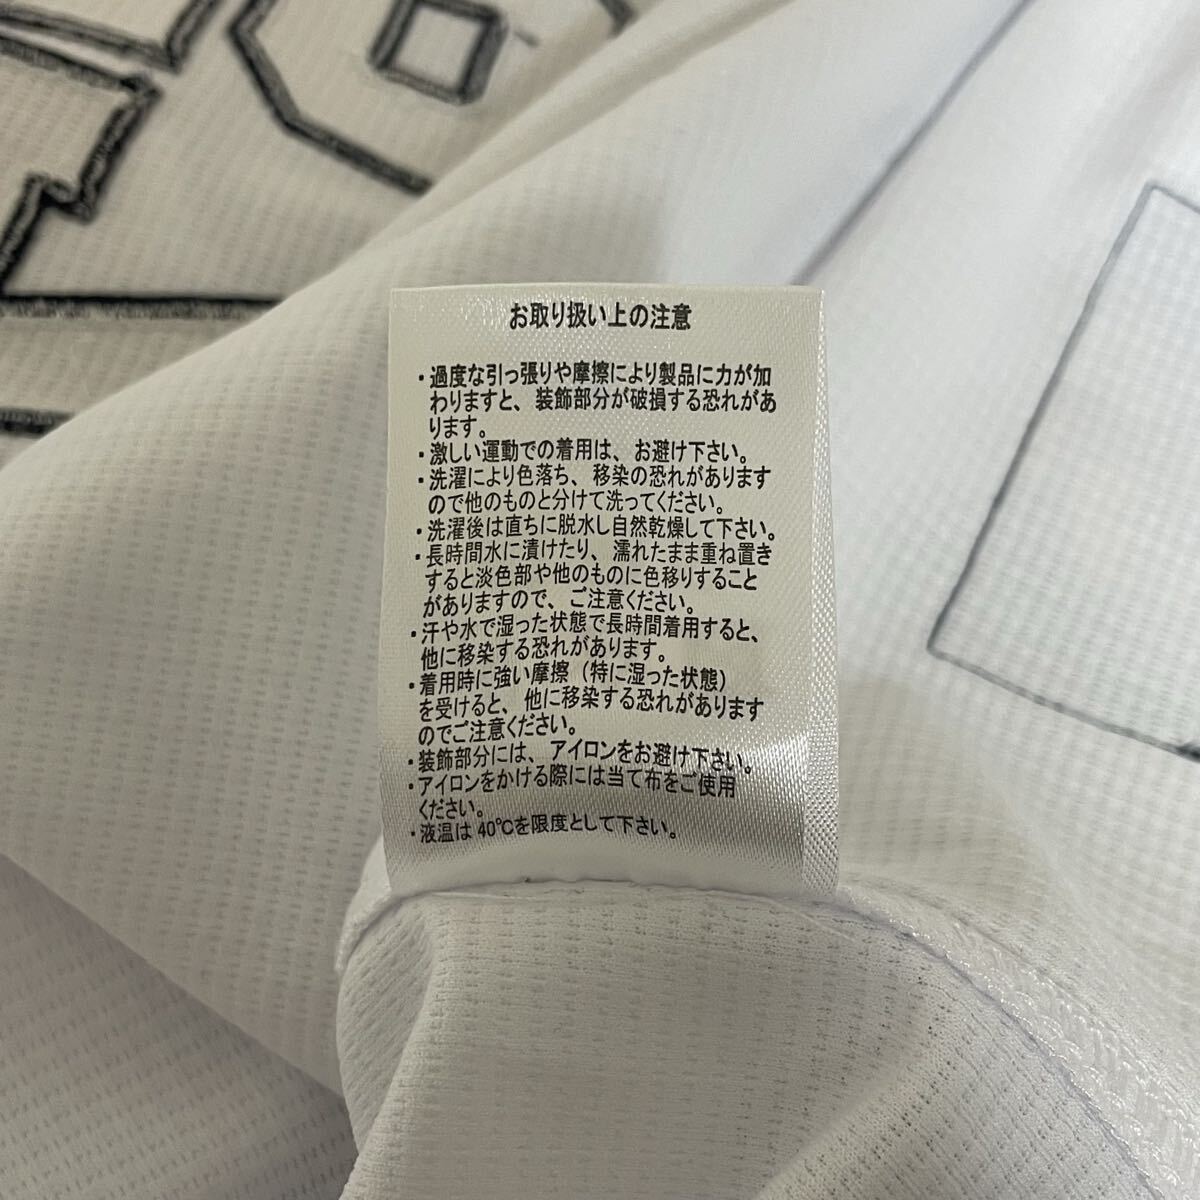 お取り扱い上の注意
・過度な引っ張りや摩擦により製品に力が加
わりますと、装飾部分が破損する恐れがあ
ります。
・激しい運動での着用は、お避け下さい。
・洗濯により色落ち、移染の恐れがあります
ので他のものと分けて洗ってください。
・洗濯後は直ちに脱水し自然乾燥して下さい。
・長時間水に漬けたり、濡れたまま重ね置き
すると淡色部や他のものに色移りすること
がありますので、ご注意ください。
・汗や水で湿った状態で長時間着用すると、
他に移染する恐れがあります。
・着用時に強い摩擦（特に湿った状態）
を受けると、他に移染する恐れがあります
のでご注意ください。
・装飾部分には、アイロンをお避け下さい。
・アイロンをかける際には当て布をご使用
ください。
・液温は40℃を限度として下さい。